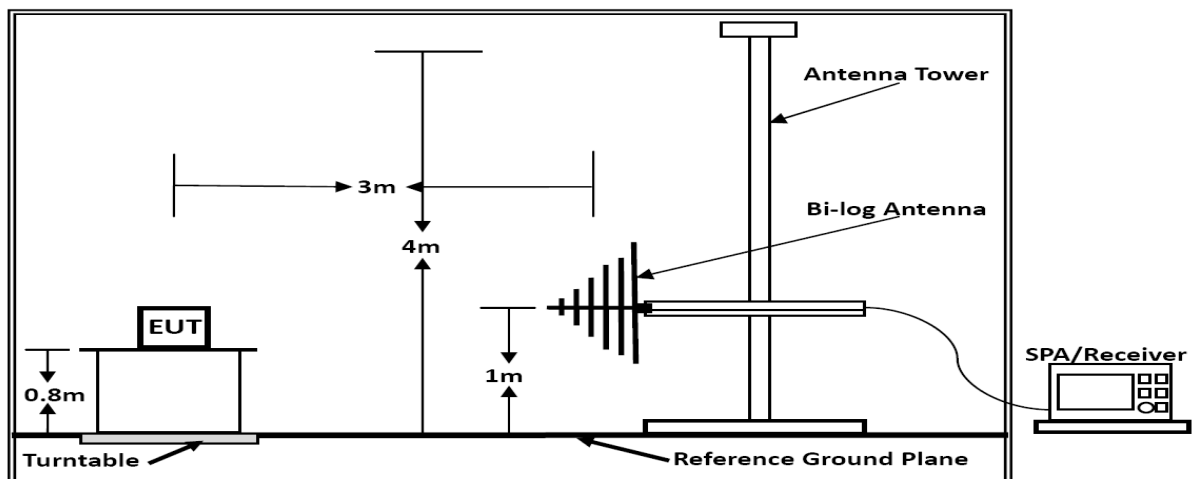 Antenna Tower
3m
Bi-log Antenna
4m
EUT
SPA/Receiver
1m
0.8m
Turntable
Reference Ground Plane